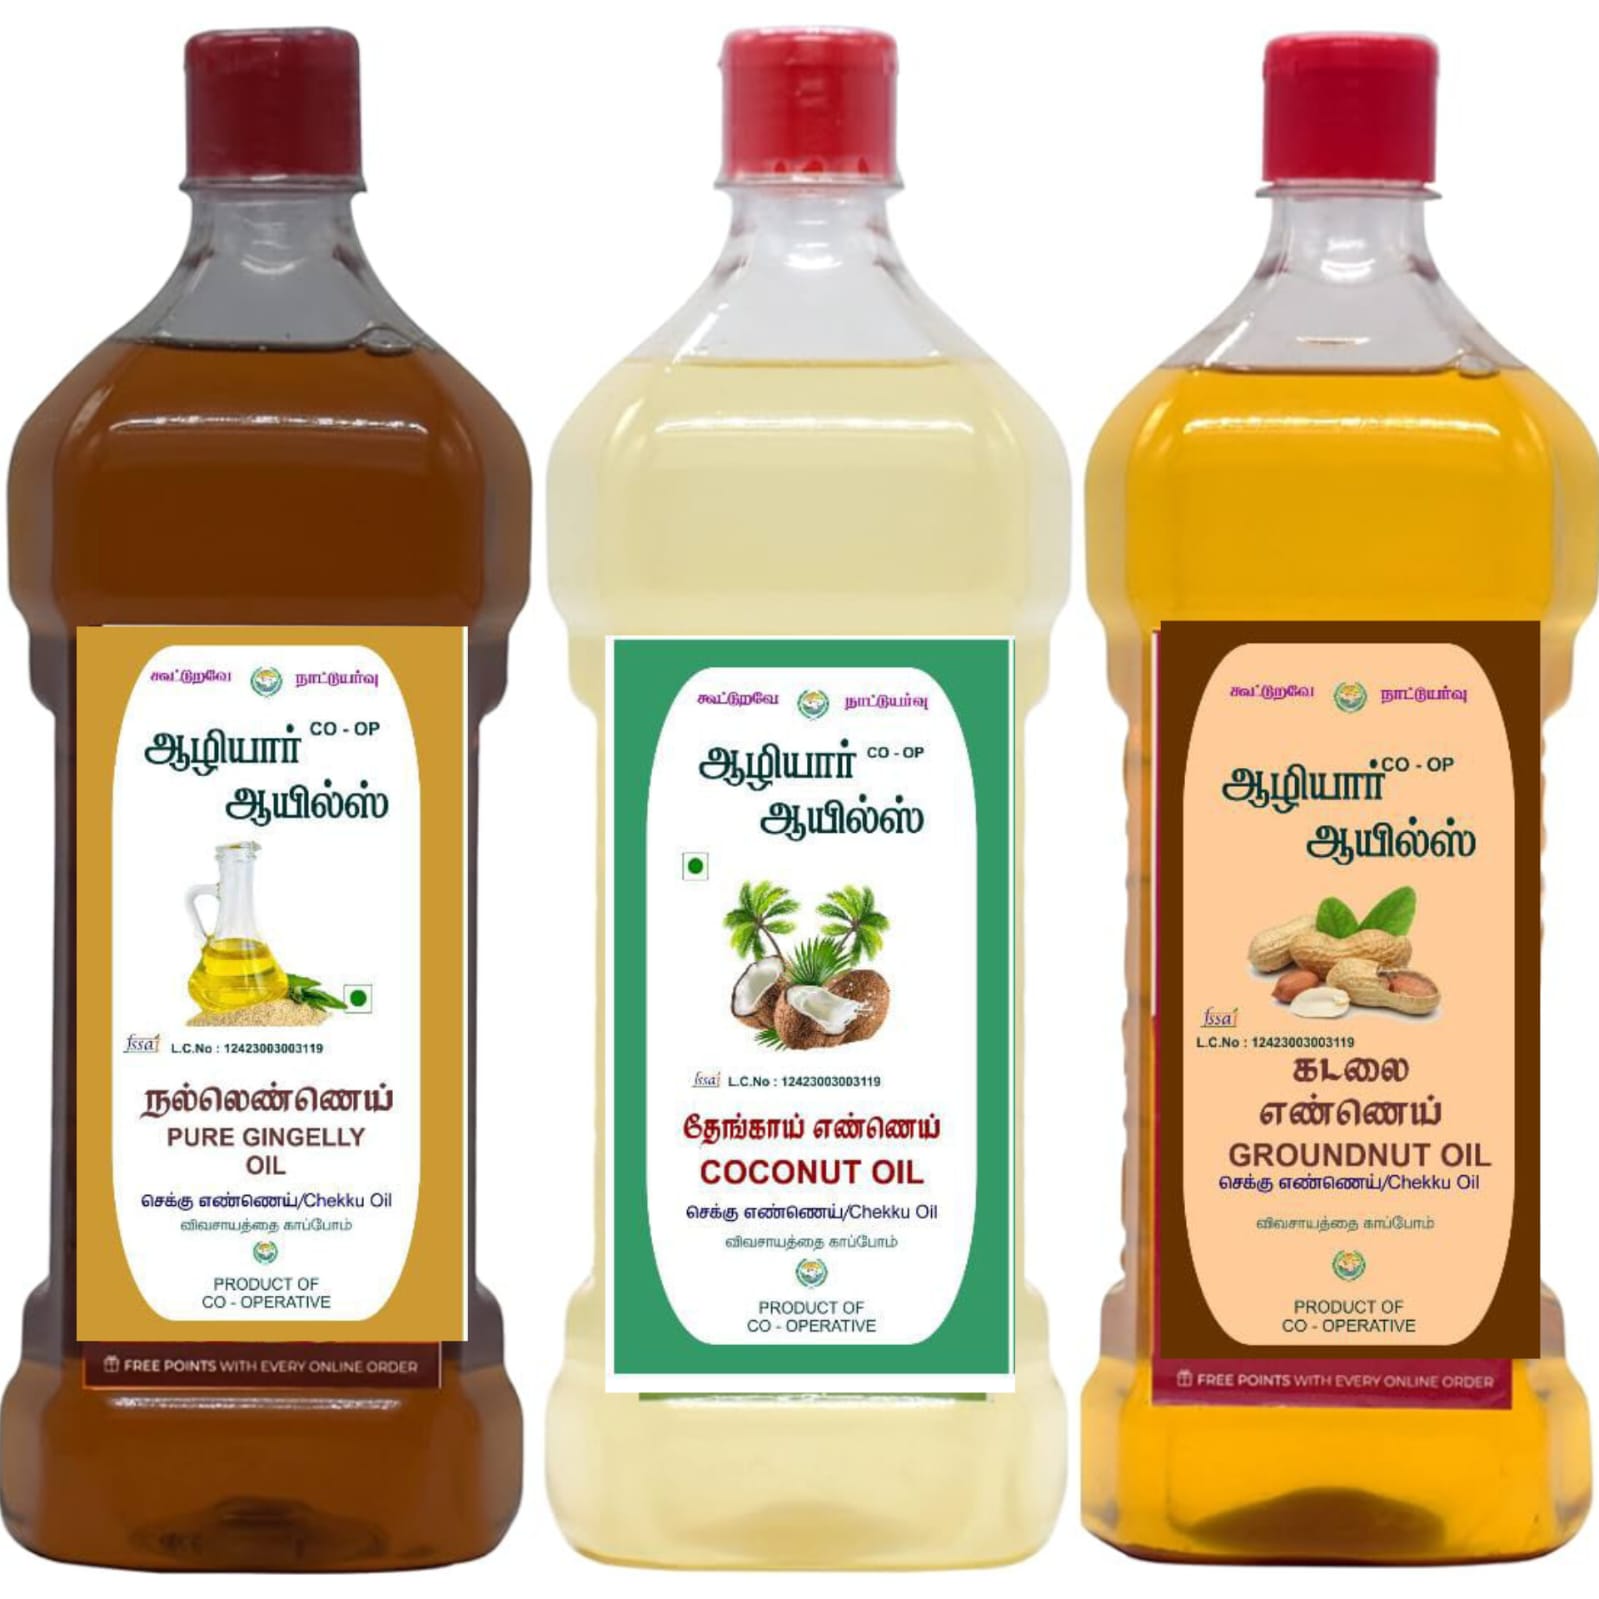 கூட்டுறவே நாட்டுயர்வு
ஆழியார் CO - OP
ஆயில்ஸ்
fssai L.C.No : 12423003003119
நல்லெண்ணெய்
PURE GINGELLY
OIL
செக்கு எண்ணெய்/Chekku Oil
விவசாயத்தை காப்போம்
PRODUCT OF
CO - OPERATIVE
FREE POINTS WITH EVERY ONLINE ORDER
கூட்டுறவே நாட்டுயர்வு
ஆழியார் CO - OP
ஆயில்ஸ்
fssai L.C.No : 12423003003119
தேங்காய் எண்ணெய்
COCONUT OIL
செக்கு எண்ணெய்/Chekku Oil
விவசாயத்தை காப்போம்
PRODUCT OF
CO - OPERATIVE
கூட்டுறவே நாட்டுயர்வு
ஆழியார் CO - OP
ஆயில்ஸ்
fssai
L.C.No : 12423003003119
கடலை
எண்ணெய்
GROUNDNUT OIL
செக்கு எண்ணெய்/Chekku Oil
விவசாயத்தை காப்போம்
PRODUCT OF
CO - OPERATIVE
FREE POINTS WITH EVERY ONLINE ORDER